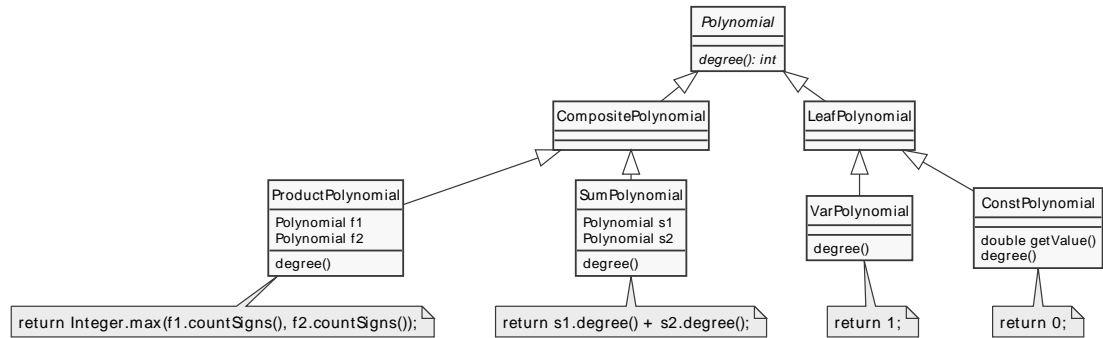 Polynomial
degree(): int
CompositePolynomial
LeafPolynomial
ProductPolynomial
Polynomial f1
Polynomial f2
degree()
SumPolynomial
Polynomial s1
Polynomial s2
degree()
VarPolynomial
degree()
ConstPolynomial
double getValue()
degree()
return Integer.max(f1.countSigns(), f2.countSigns());
return s1.degree() + s2.degree();
return 1;
return 0;